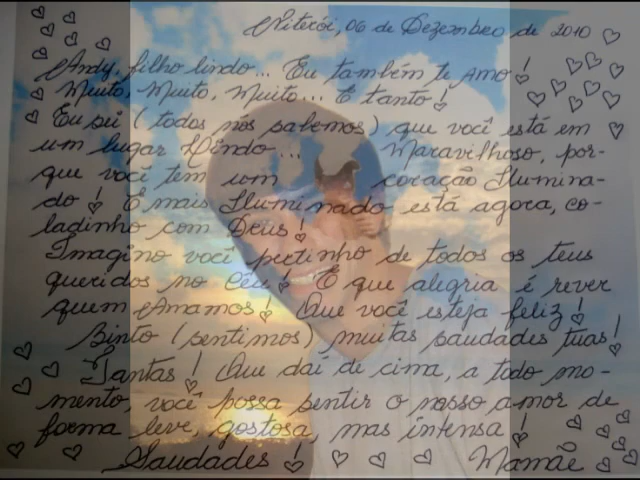 Niterói, 06 de Dezembro de 2010
Andy, filho lindo... Eu também te Amo!
Muito, Muito, Muito... E tanto!
Eu sei (todos nós sabemos) que você está em
um lugar Lindo... Maravilhoso, por-
que você tem um coração Ilumina-
do! E mais Iluminado está agora, co-
ladinho com Deus!
Imagino você pertinho de todos os teus
queridos no Céu! E que alegria é rever
quem Amamos! Que você esteja feliz!
Sinto (sentimos) muitas saudades tuas!
Tantas! Que daí de cima, a todo mo-
mento, você possa sentir o nosso amor de
forma leve, gostosa, mas intensa!
Saudades! Mamãe